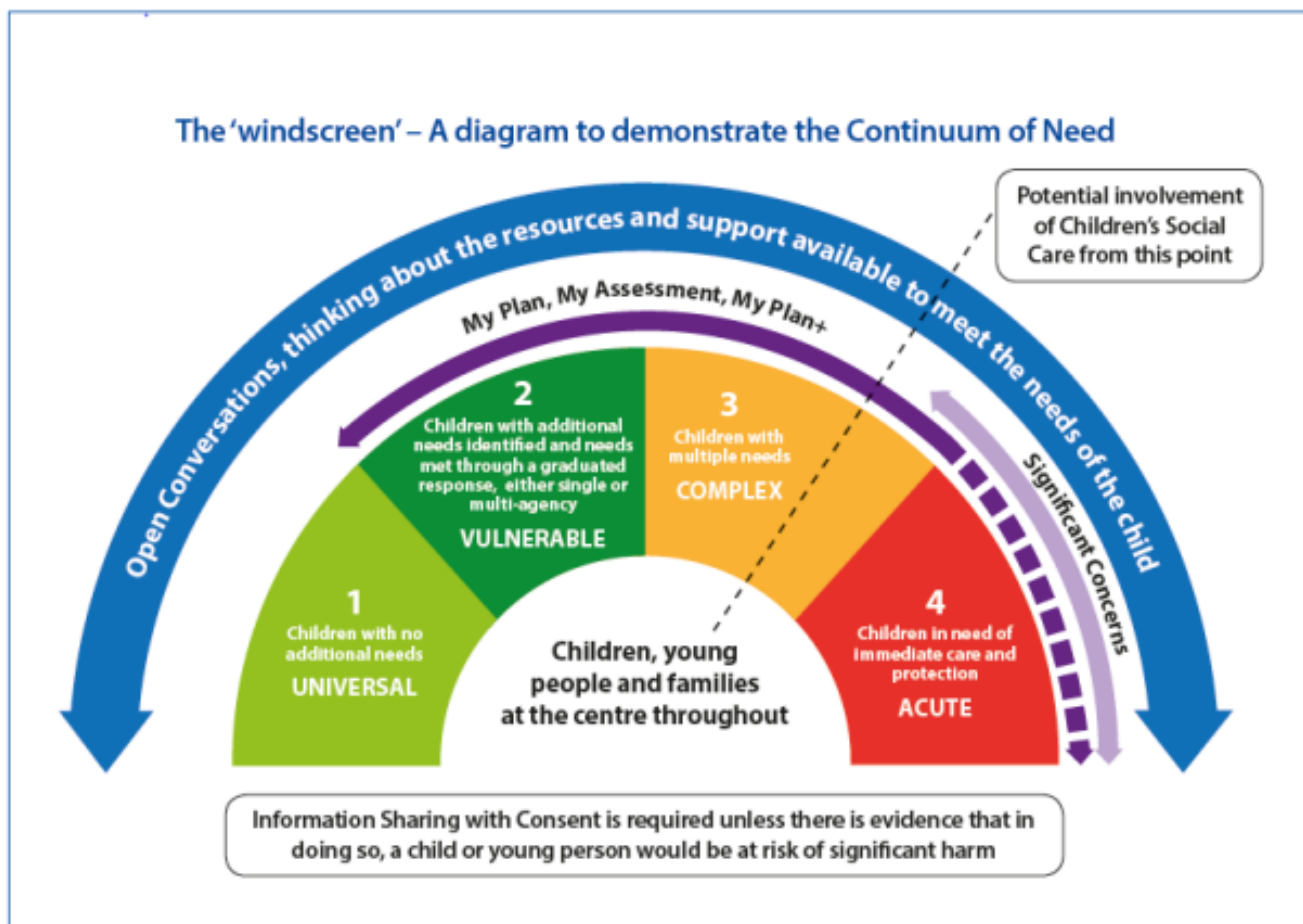 The 'windscreen' – A diagram to demonstrate the Continuum of Need
Potential involvement
of Children's Social
Care from this point
Open Conversations, thinking about the resources and support available to meet the needs of the child
My Plan, My Assessment, My Plan+
Significant Concerns
1
Children with no
additional needs
UNIVERSAL
2
Children with additional
needs identified and needs
met through a graduated
response, either single or
multi-agency
VULNERABLE
3
Children with
multiple needs
COMPLEX
4
Children in need of
immediate care and
protection
ACUTE
Children, young
people and families
at the centre throughout
Information Sharing with Consent is required unless there is evidence that in
doing so, a child or young person would be at risk of significant harm